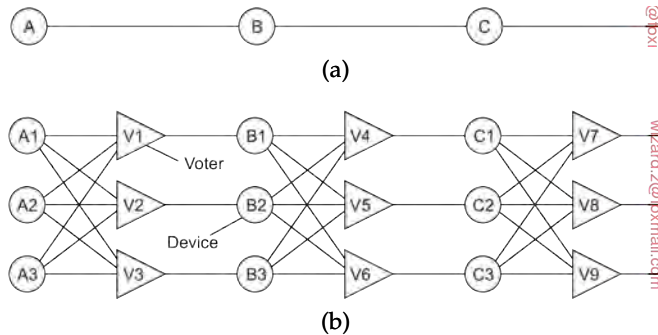 A B C
(a)
A1 V1 B1 V4 C1 V7
Voter
A2 V2 B2 V5 C2 V8
Device
A3 V3 B3 V6 C3 V9
(b)